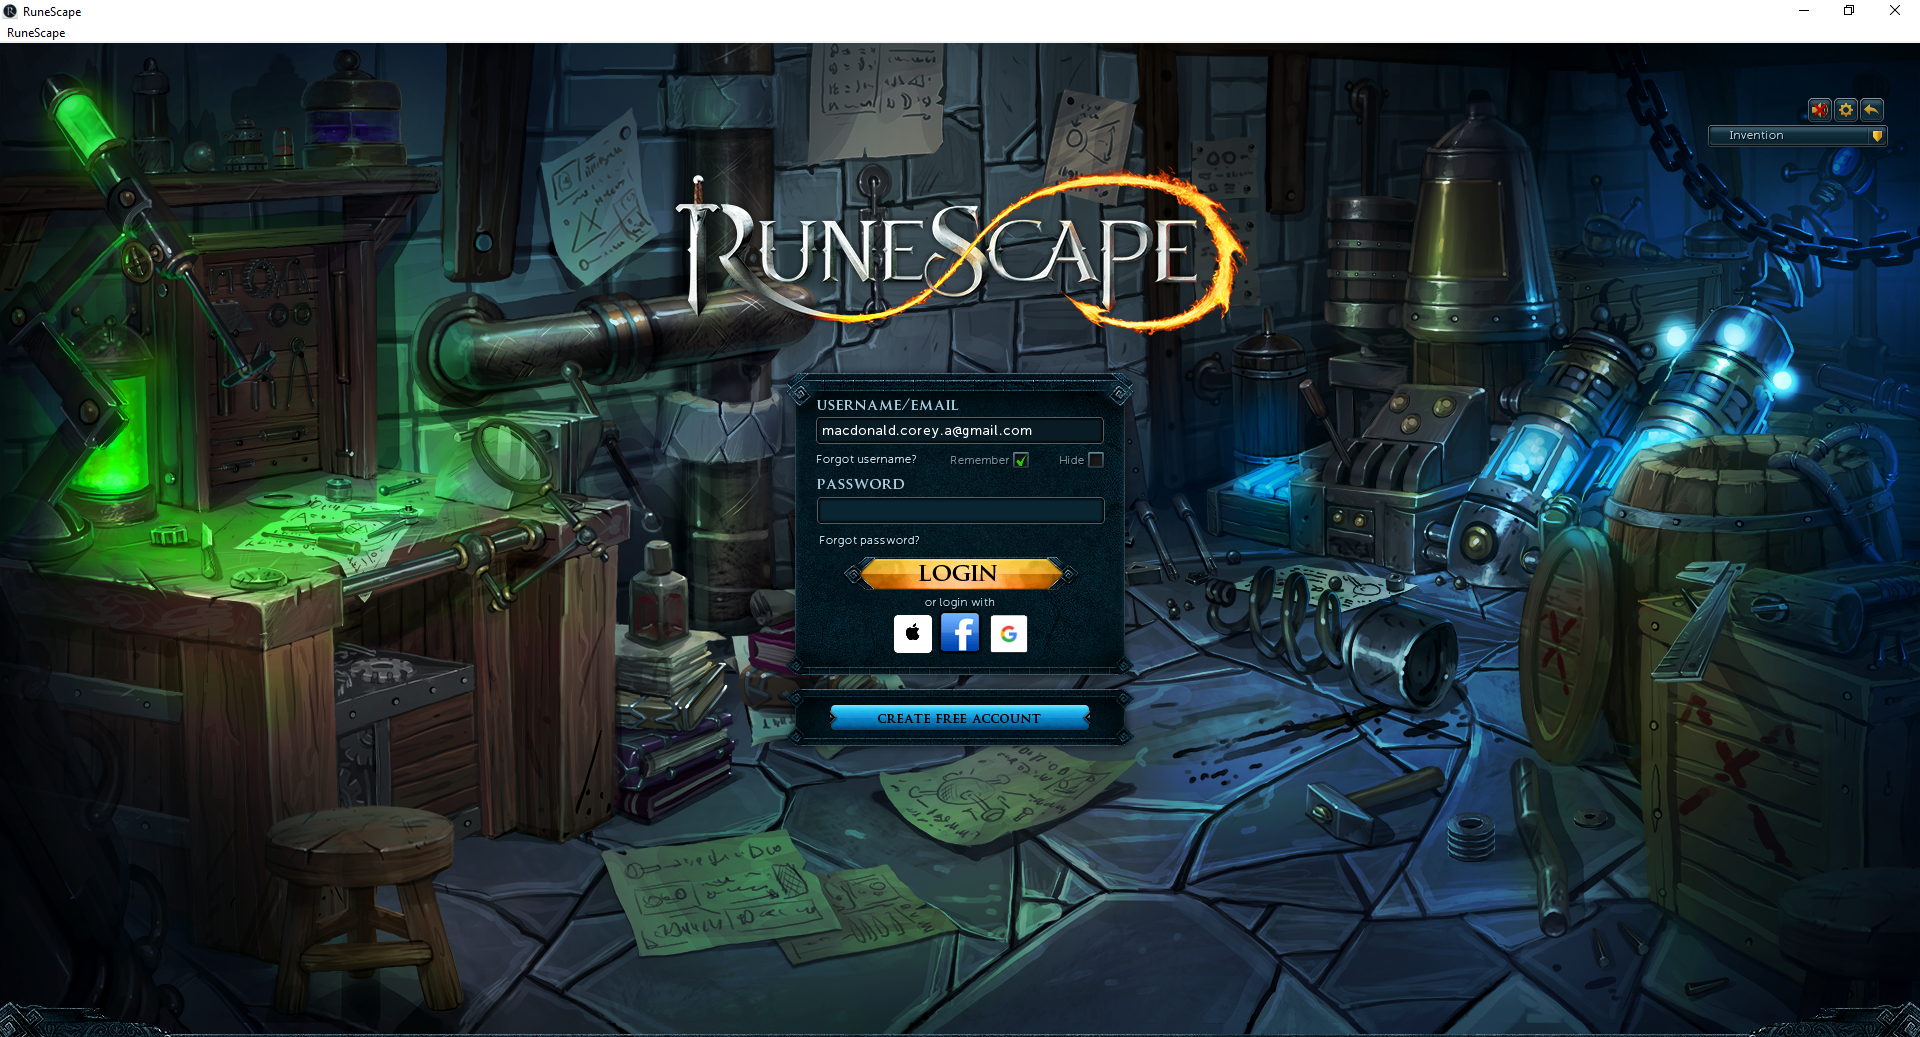 RuneScape
RuneScape
Invention
RUNESCAPE
USERNAME/EMAIL
macdonald.corey.a@gmail.com
Forgot username? Remember Hide
PASSWORD
Forgot password?
LOGIN
or login with
CREATE FREE ACCOUNT